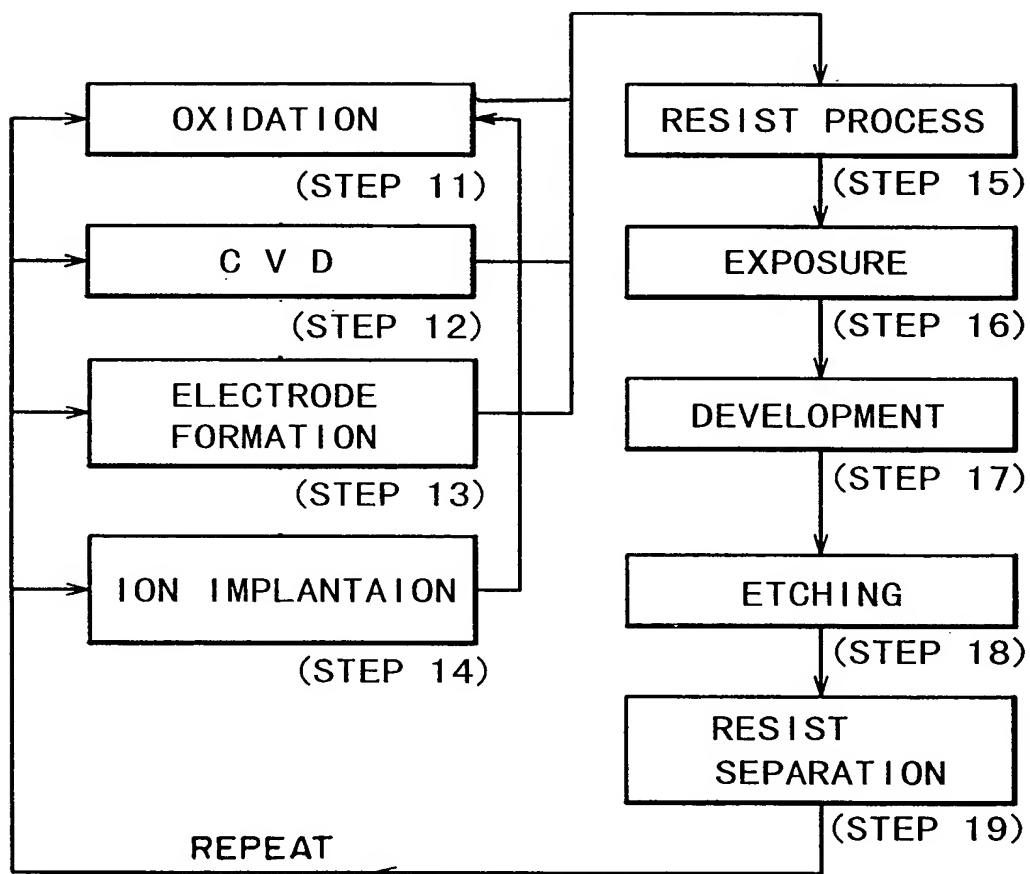 OXIDATION
(STEP 11)
C V D
(STEP 12)
ELECTRODE
FORMATION
(STEP 13)
ION IMPLANTAION
(STEP 14)
RESIST PROCESS
(STEP 15)
EXPOSURE
(STEP 16)
DEVELOPMENT
(STEP 17)
ETCHING
(STEP 18)
RESIST
SEPARATION
(STEP 19)
REPEAT